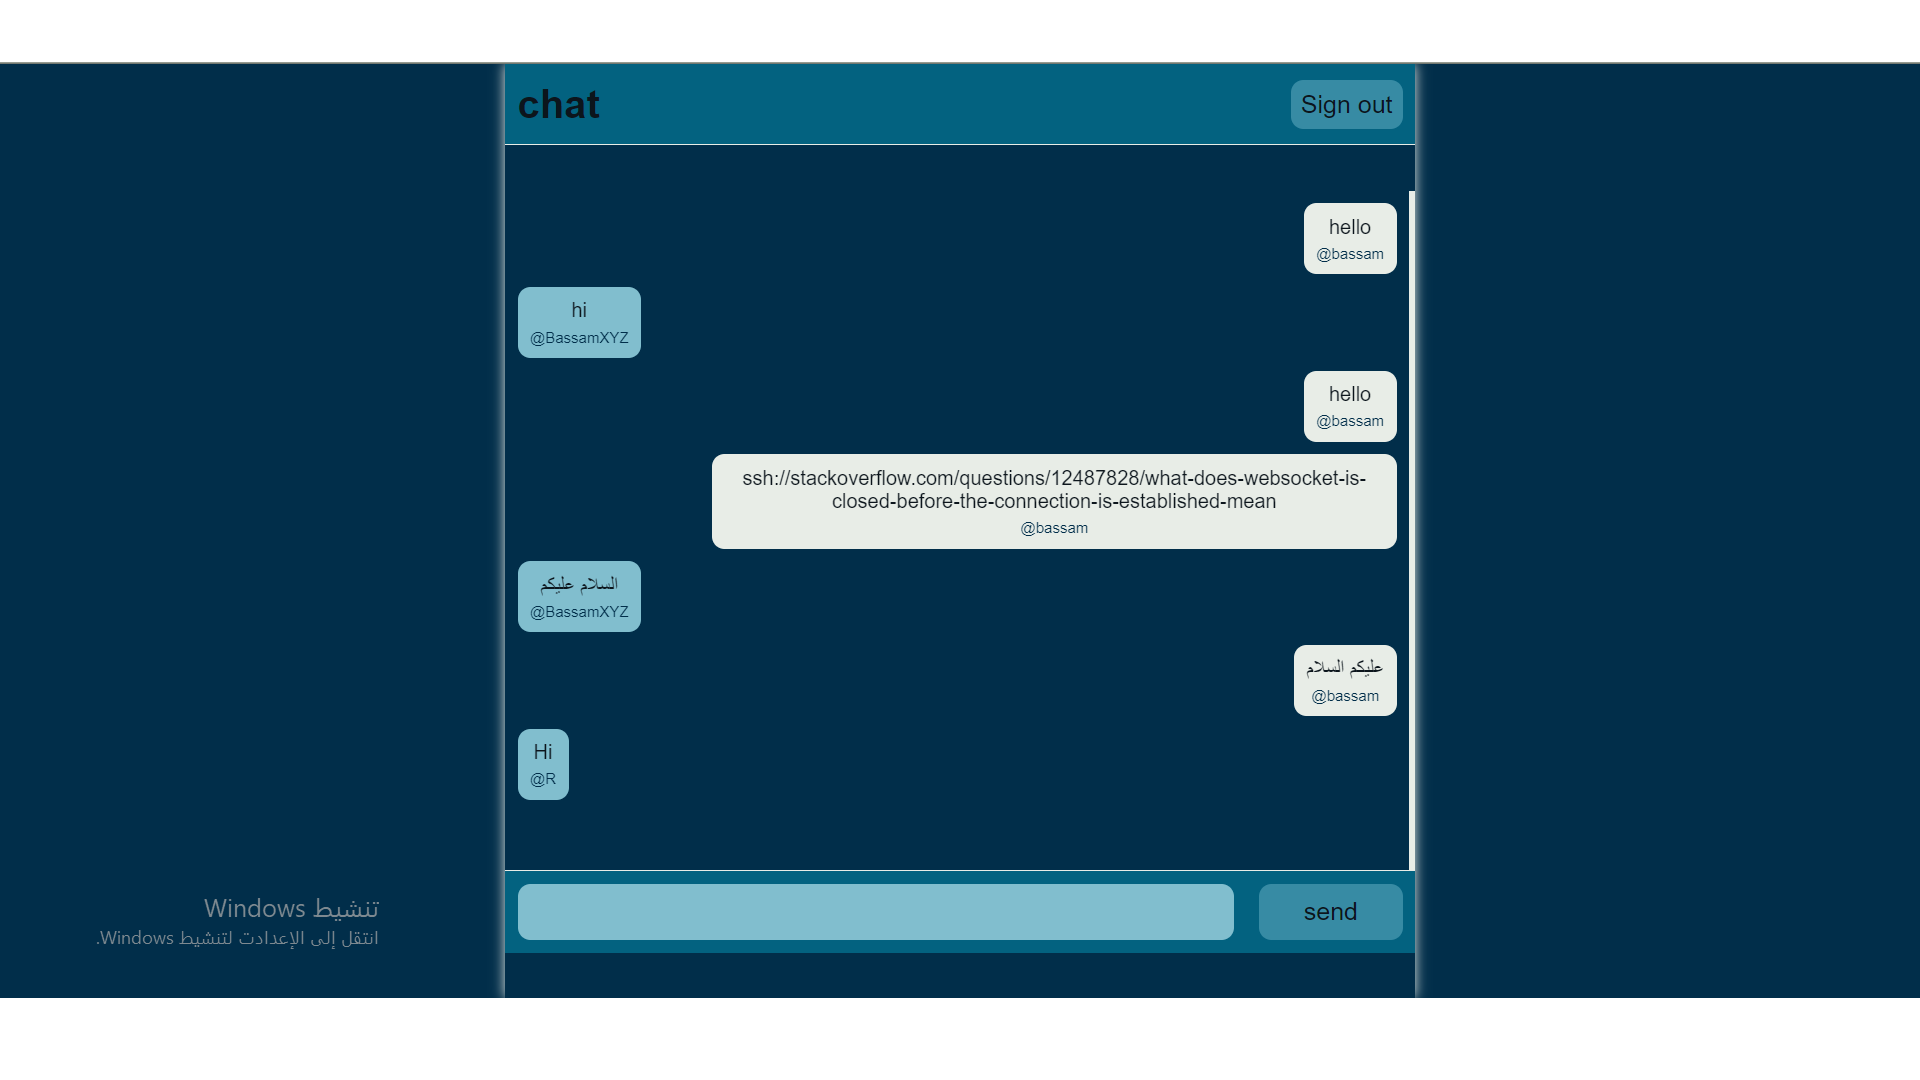 chat
Sign out
hello
@bassam
hi
@BassamXYZ
hello
@bassam
ssh://stackoverflow.com/questions/12487828/what-does-websocket-is-
closed-before-the-connection-is-established-mean
@bassam
السلام عليكم
@BassamXYZ
عليكم السلام
@bassam
Hi
@R
send
تنشيط Windows
انتقل إلى الإعدادت لتنشيط Windows.